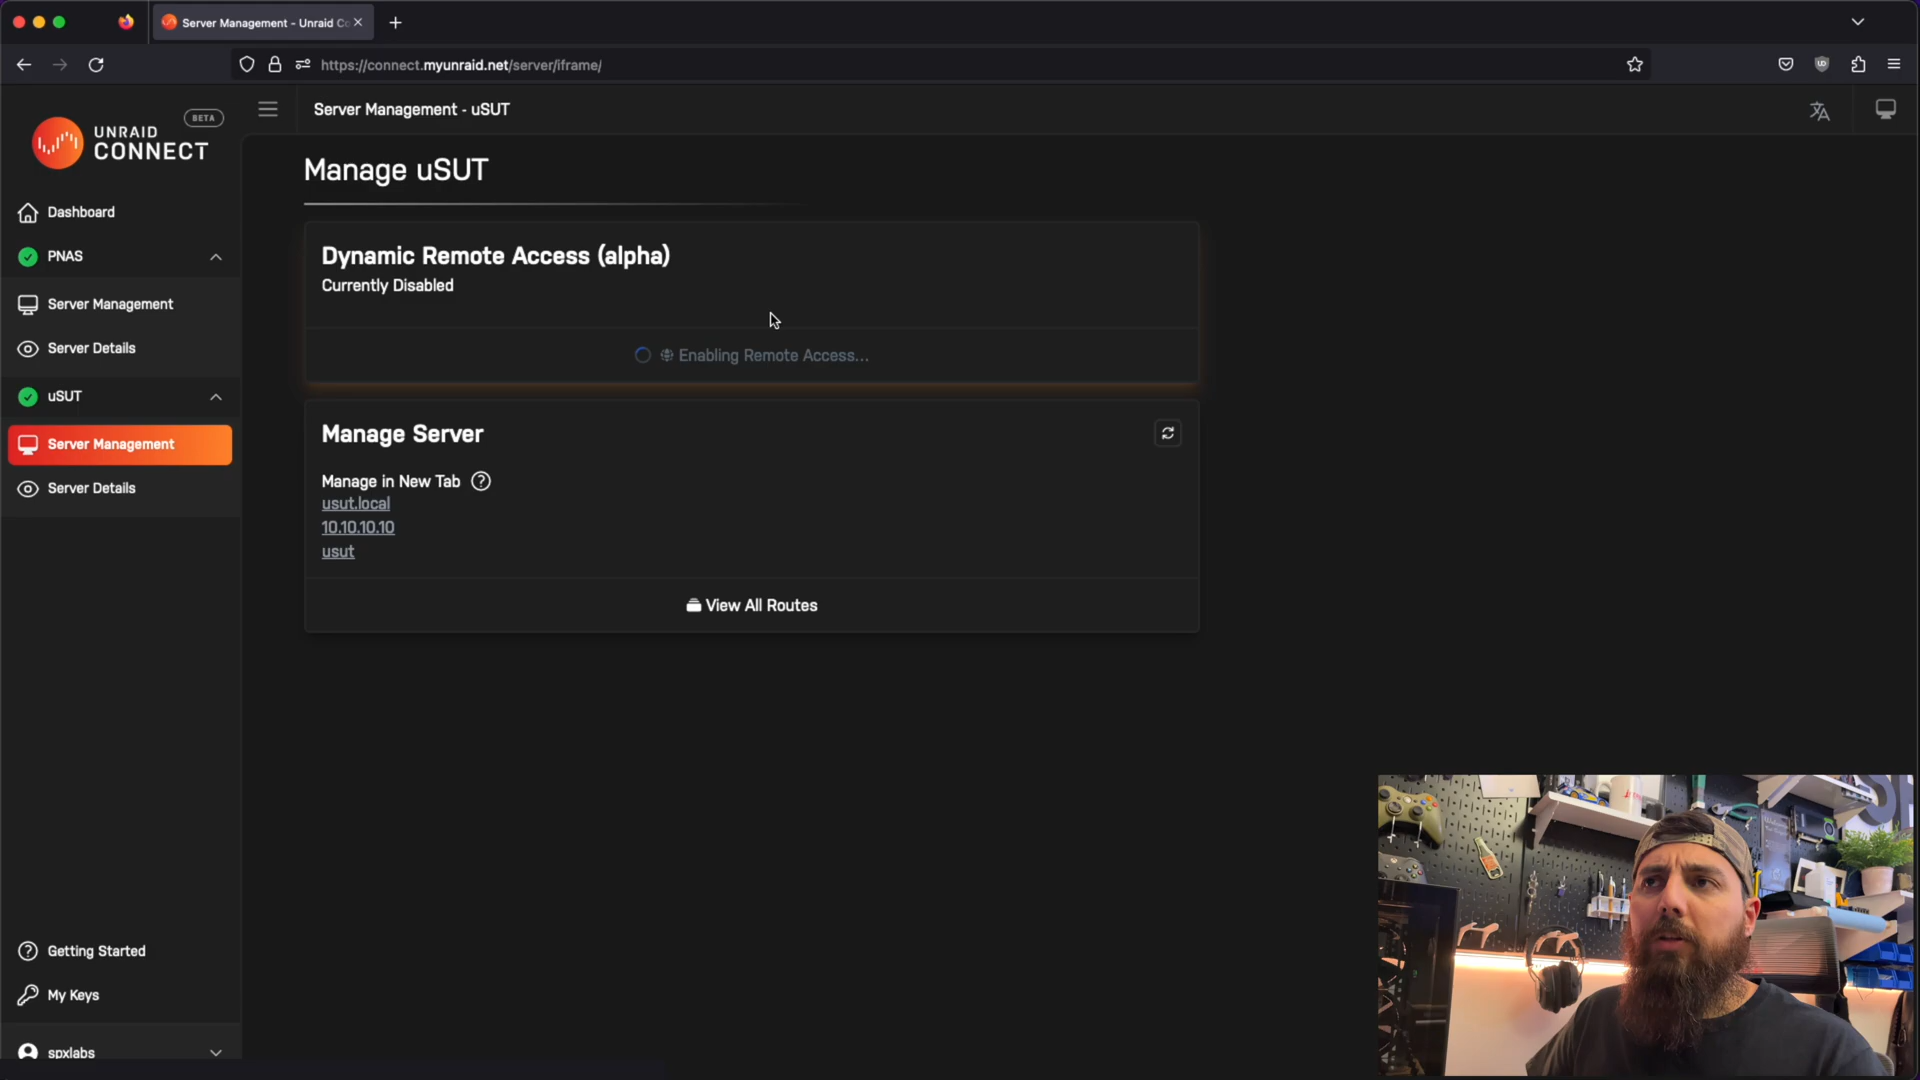 Server Management - Unraid Cc
https://connect.myunraid.net/server/iframe/
UNRAID CONNECT
BETA
Server Management - uSUT
Dashboard
PNAS
Server Management
Server Details
uSUT
Server Management
Server Details
Getting Started
My Keys
spxlabs
Manage uSUT
Dynamic Remote Access (alpha)
Currently Disabled
Enabling Remote Access...
Manage Server
Manage in New Tab
usut.local
10.10.10.10
usut
View All Routes